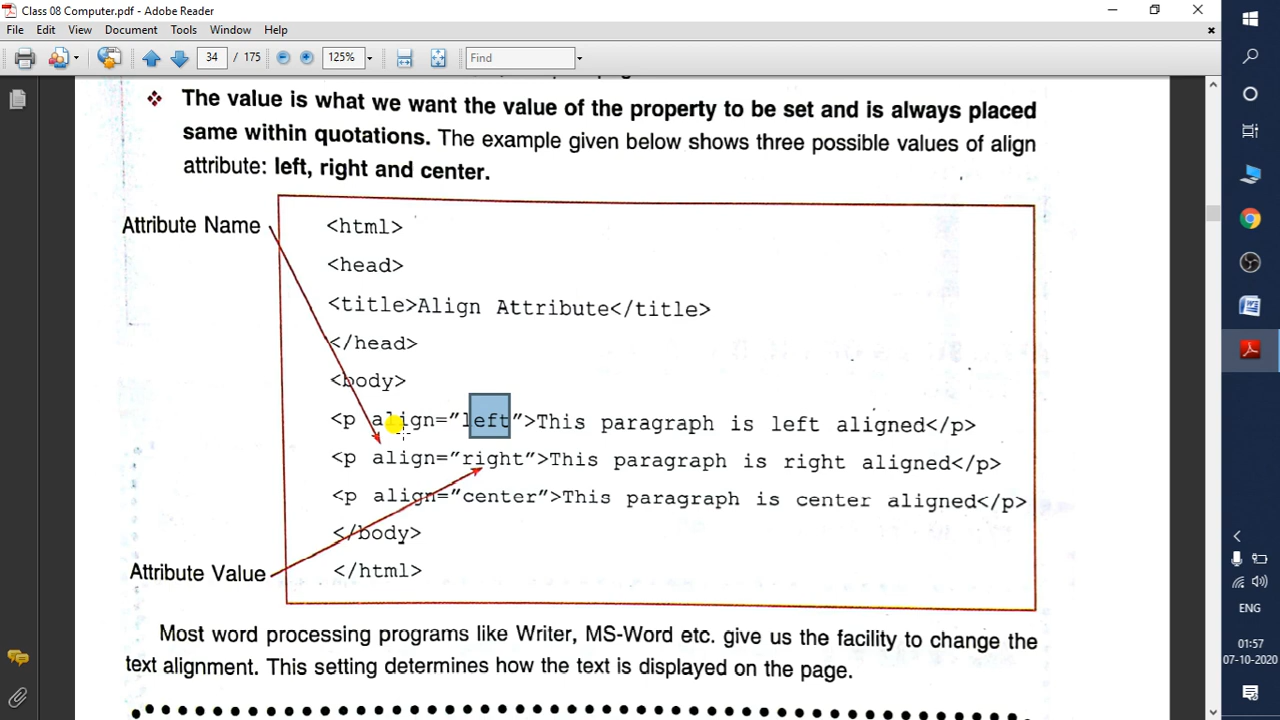 Class 08 Computer.pdf - Adobe Reader
File Edit View Document Tools Window Help
34 / 175 125% Find
The value is what we want the value of the property to be set and is always placed
same within quotations. The example given below shows three possible values of align
attribute: left, right and center.
Attribute Name
<html>
<head>
<title>Align Attribute</title>
</head>
<body>
<p align="left">This paragraph is left aligned</p>
<p align="right">This paragraph is right aligned</p>
<p align="center">This paragraph is center aligned</p>
</body>
Attribute Value
</html>
Most word processing programs like Writer, MS-Word etc. give us the facility to change the
text alignment. This setting determines how the text is displayed on the page.
ENG
01:57
07-10-2020